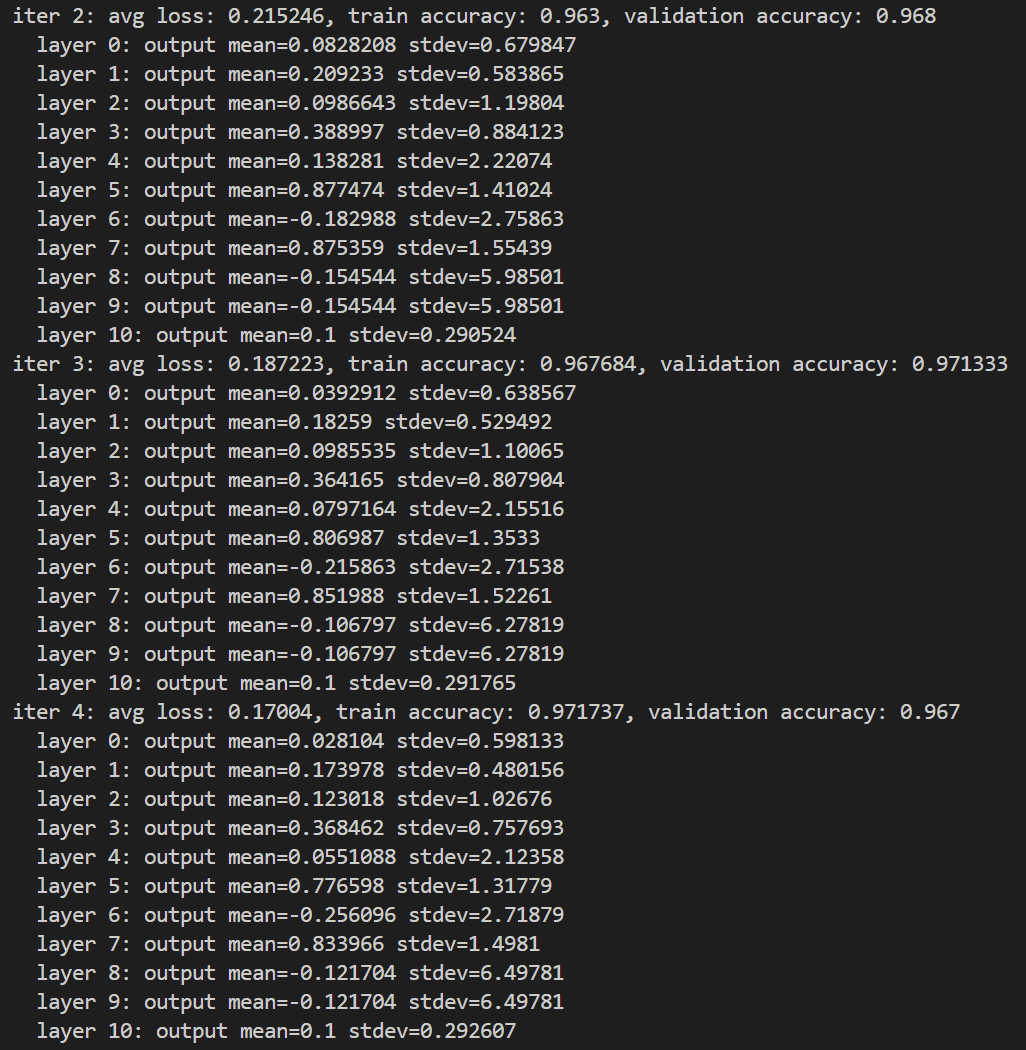 iter 2: avg loss: 0.215246, train accuracy: 0.963, validation accuracy: 0.968
layer 0: output mean=0.0828208 stdev=0.679847
layer 1: output mean=0.209233 stdev=0.583865
layer 2: output mean=0.0986643 stdev=1.19804
layer 3: output mean=0.388997 stdev=0.884123
layer 4: output mean=0.138281 stdev=2.22074
layer 5: output mean=0.877474 stdev=1.41024
layer 6: output mean=-0.182988 stdev=2.75863
layer 7: output mean=0.875359 stdev=1.55439
layer 8: output mean=-0.154544 stdev=5.98501
layer 9: output mean=-0.154544 stdev=5.98501
layer 10: output mean=0.1 stdev=0.290524
iter 3: avg loss: 0.187223, train accuracy: 0.967684, validation accuracy: 0.971333
layer 0: output mean=0.0392912 stdev=0.638567
layer 1: output mean=0.18259 stdev=0.529492
layer 2: output mean=0.0985535 stdev=1.10065
layer 3: output mean=0.364165 stdev=0.807904
layer 4: output mean=0.0797164 stdev=2.15516
layer 5: output mean=0.806987 stdev=1.3533
layer 6: output mean=-0.215863 stdev=2.71538
layer 7: output mean=0.851988 stdev=1.52261
layer 8: output mean=-0.106797 stdev=6.27819
layer 9: output mean=-0.106797 stdev=6.27819
layer 10: output mean=0.1 stdev=0.291765
iter 4: avg loss: 0.17004, train accuracy: 0.971737, validation accuracy: 0.967
layer 0: output mean=0.028104 stdev=0.598133
layer 1: output mean=0.173978 stdev=0.480156
layer 2: output mean=0.123018 stdev=1.02676
layer 3: output mean=0.368462 stdev=0.757693
layer 4: output mean=0.0551088 stdev=2.12358
layer 5: output mean=0.776598 stdev=1.31779
layer 6: output mean=-0.256096 stdev=2.71879
layer 7: output mean=0.833966 stdev=1.4981
layer 8: output mean=-0.121704 stdev=6.49781
layer 9: output mean=-0.121704 stdev=6.49781
layer 10: output mean=0.1 stdev=0.292607